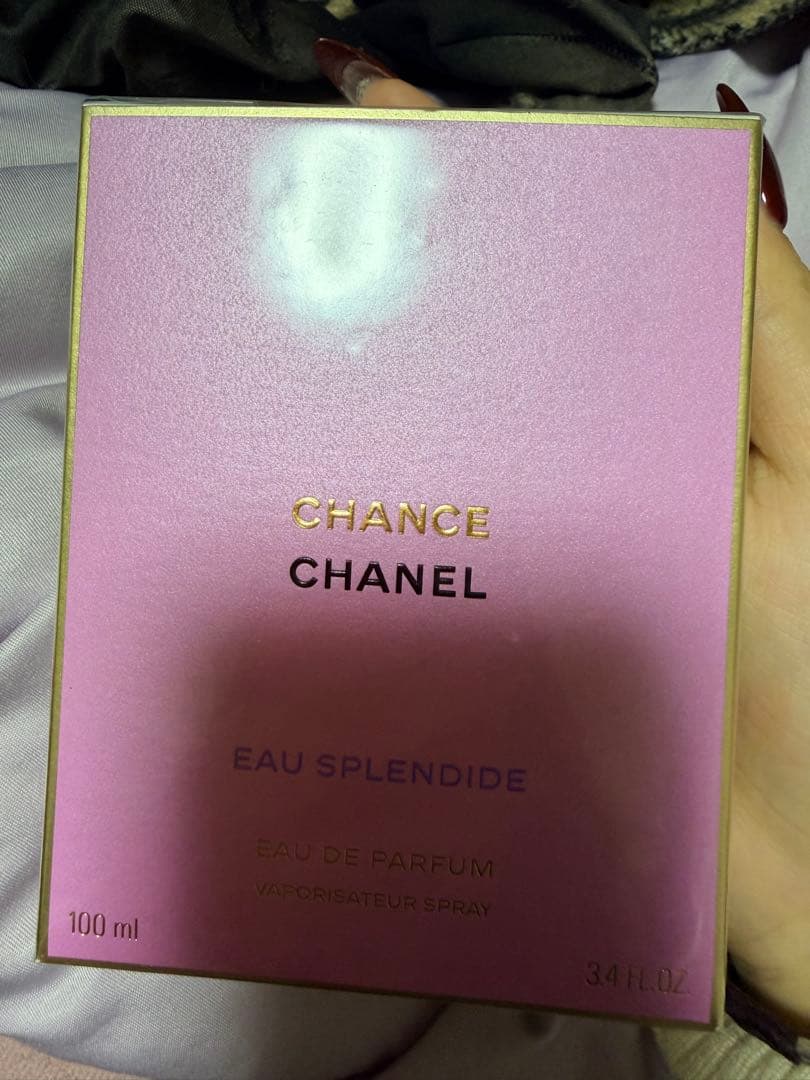 CHANCE
CHANEL
EAU SPLENDIDE
EAU DE PARFUM
VAPORISATEUR SPRAY
100 ml
3.4 FL.OZ.